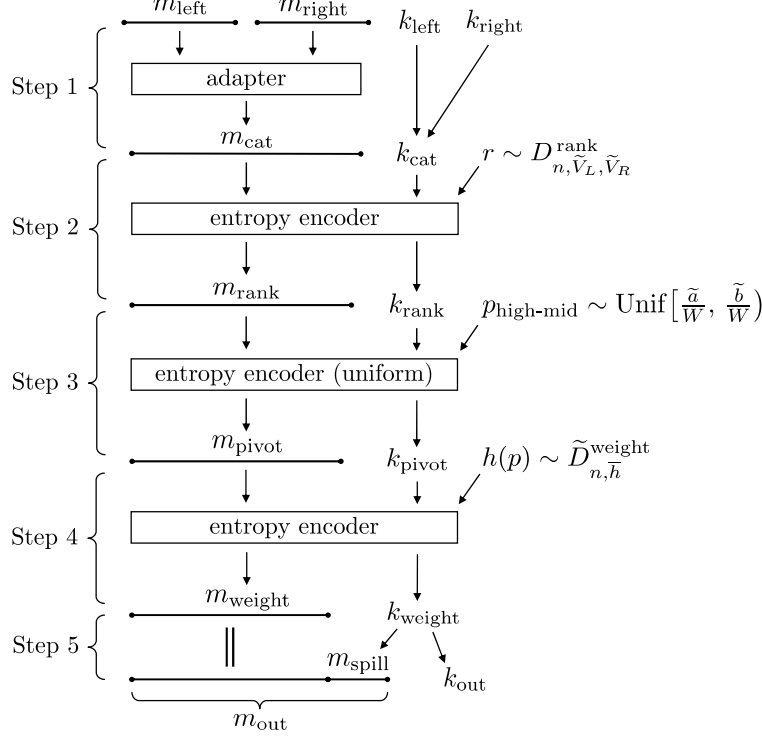 m_left m_right k_left k_right
Step 1
adapter
m_cat k_cat r ∼ D^rank_{n,Ṽ_L,Ṽ_R}
Step 2
entropy encoder
m_rank k_rank p_high-mid ∼ Unif[ã/W, b̃/W)
Step 3
entropy encoder (uniform)
m_pivot k_pivot h(p) ∼ D̃^weight_{n,h̅}
Step 4
entropy encoder
m_weight k_weight
Step 5
m_spill k_out
m_out